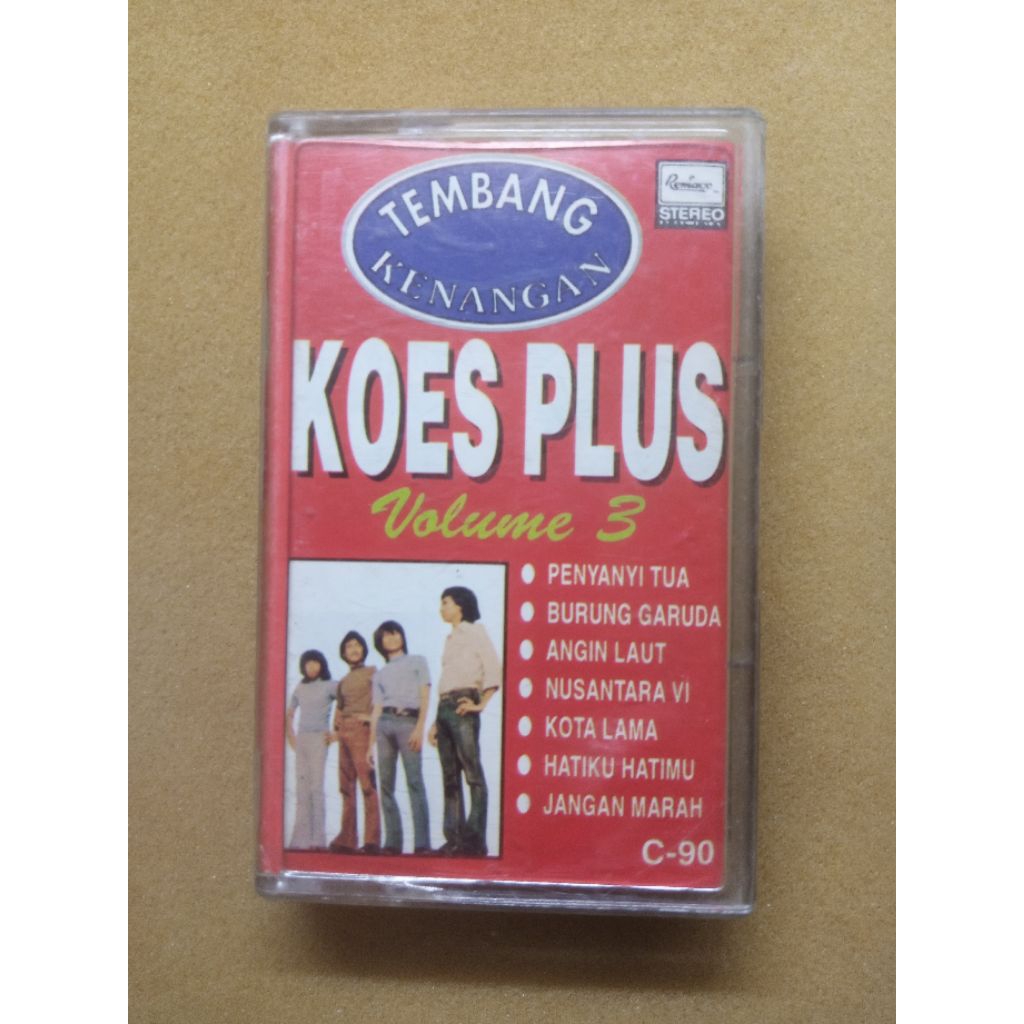 TEMBANG
KENANGAN
Remaco
STEREO
KOES PLUS
Volume 3
• PENYANYI TUA
• BURUNG GARUDA
• ANGIN LAUT
• NUSANTARA VI
• KOTA LAMA
• HATIKU HATIMU
• JANGAN MARAH
C-90